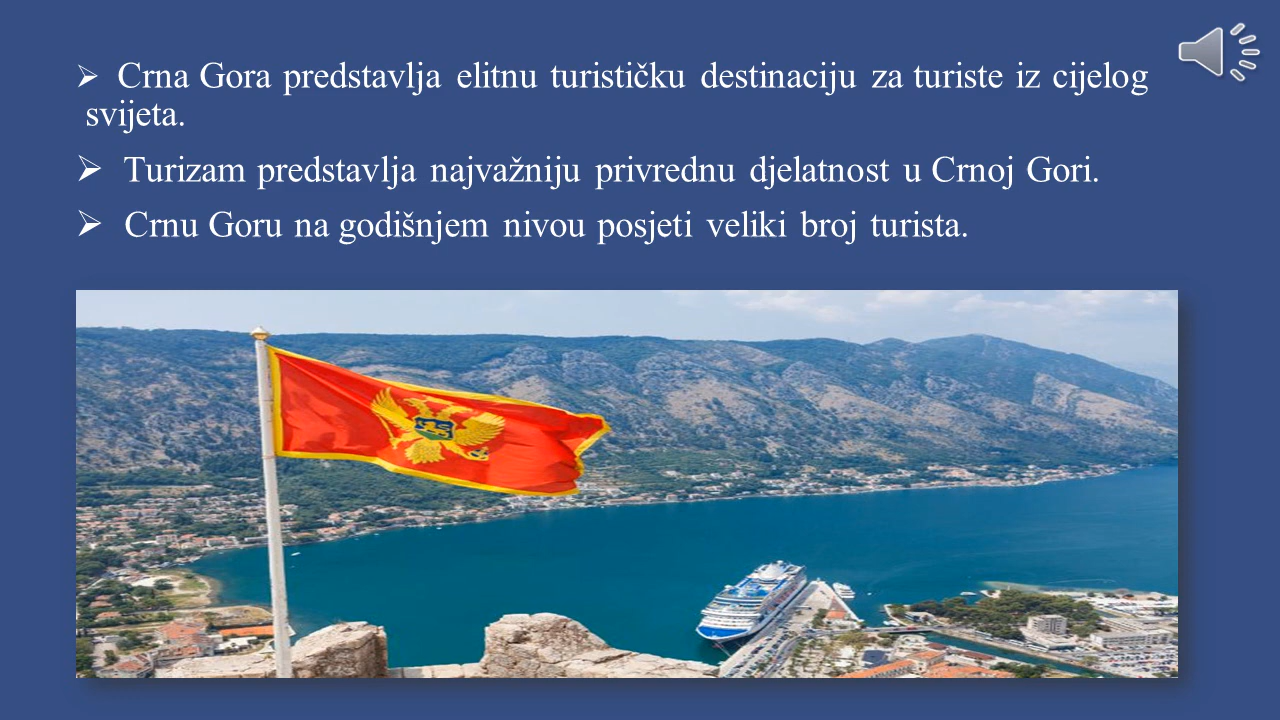 ➢ Crna Gora predstavlja elitnu turističku destinaciju za turiste iz cijelog
svijeta.
➢ Turizam predstavlja najvažniju privrednu djelatnost u Crnoj Gori.
➢ Crnu Goru na godišnjem nivou posjeti veliki broj turista.